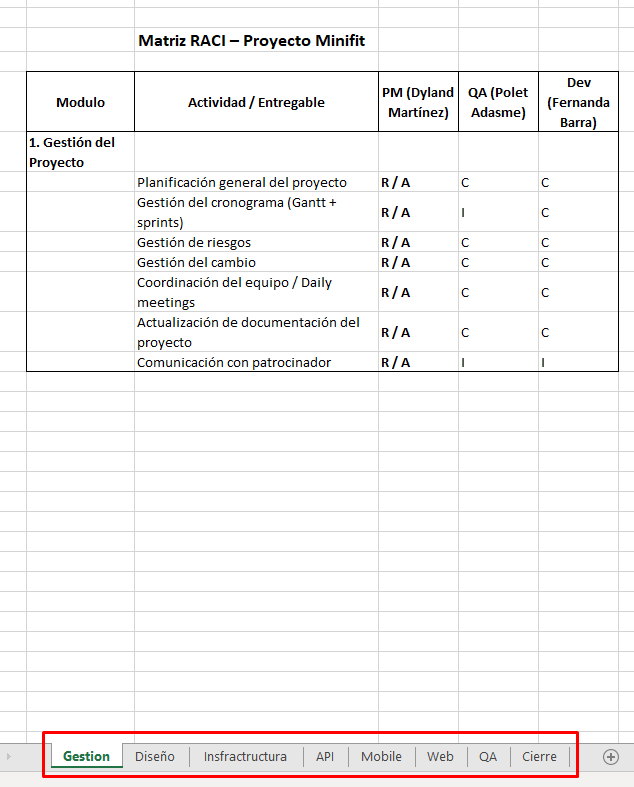 Matriz RACI – Proyecto Minifit
Modulo Actividad / Entregable PM (Dyland Martínez) QA (Polet Adasme) Dev (Fernanda Barra)
1. Gestión del Proyecto
Planificación general del proyecto R / A C C
Gestión del cronograma (Gantt + sprints) R / A I C
Gestión de riesgos R / A C C
Gestión del cambio R / A C C
Coordinación del equipo / Daily meetings R / A C C
Actualización de documentación del proyecto R / A C C
Comunicación con patrocinador R / A I I
Gestion Diseño Insfractructura API Mobile Web QA Cierre